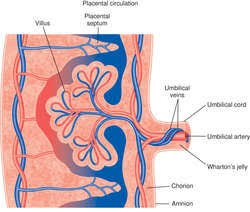 Placental circulation
Placental
septum
Villus
Umbilical
veins
Umbilical cord
Umbilical artery
Wharton's jelly
Chorion
Amnion